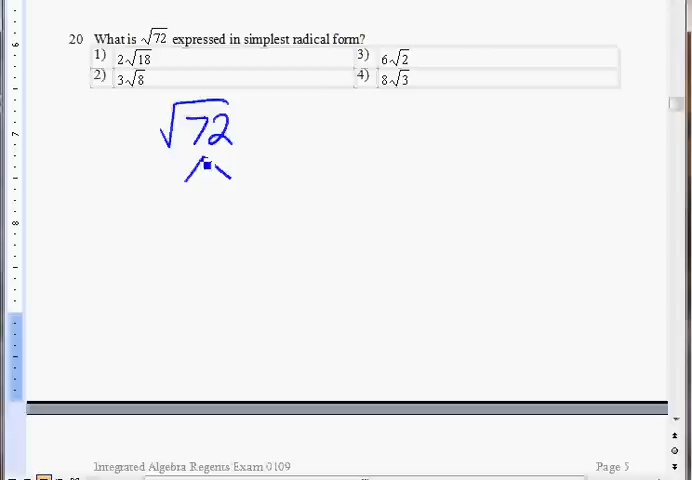 20 What is √72 expressed in simplest radical form?
1) 2√18 3) 6√2
2) 3√8 4) 8√3
√72
Integrated Algebra Regents Exam 0109 Page 5